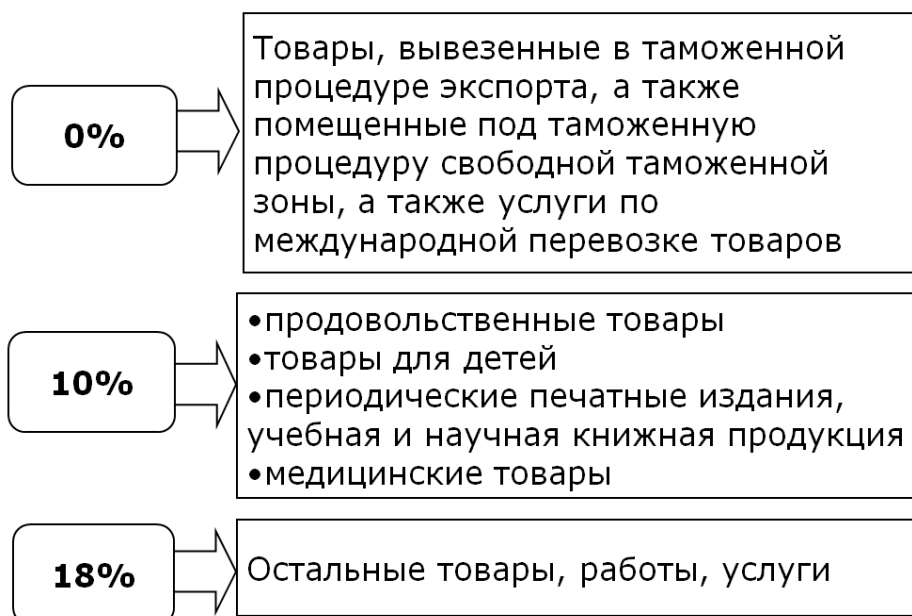 0%
Товары, вывезенные в таможенной
процедуре экспорта, а также
помещенные под таможенную
процедуру свободной таможенной
зоны, а также услуги по
международной перевозке товаров
10%
•продовольственные товары
•товары для детей
•периодические печатные издания,
учебная и научная книжная продукция
•медицинские товары
18%
Остальные товары, работы, услуги